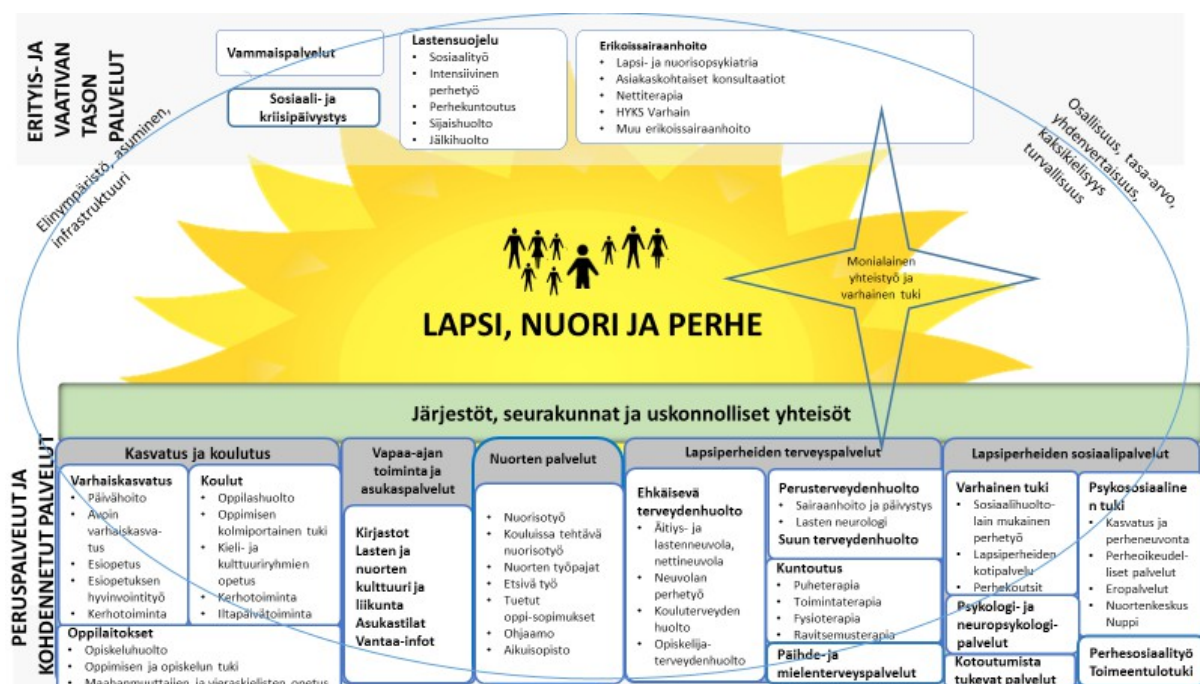 ERITYIS- JA
VAATIVAN
TASON
PALVELUT
Vammaispalvelut
Sosiaali- ja
kriisipäivystys
Lastensuojelu
• Sosiaalityö
• Intensiivinen
perhetyö
• Perhekuntoutus
• Sijaishuolto
• Jälkihuolto
Erikoissairaanhoito
• Lapsi- ja nuorisopsykiatria
• Asiakaskohtaiset konsultaatiot
• Nettiterapia
• HYKS Varhain
• Muu erikoissairaanhoito
Elinympäristö, asuminen,
infrastruktuuri
Osallisuus, tasa-arvo,
yhdenvertaisuus,
kaksikielisyys
turvallisuus
Monialainen
yhteistyö ja
varhainen tuki
LAPSI, NUORI JA PERHE
Järjestöt, seurakunnat ja uskonnolliset yhteisöt
PERUSPALVELUT JA
KOHDENNETUT PALVELUT
Kasvatus ja koulutus
Varhaiskasvatus
• Päivähoito
• Avoin
varhaiskasva-
tus
• Esiopetus
• Esiopetuksen
hyvinvointityö
• Kerhotoiminta
Koulut
• Oppilashuolto
• Oppimisen
kolmiportainen tuki
• Kieli- ja
kulttuuriryhmien
opetus
• Kerhotoiminta
• Iltapäivätoiminta
Oppilaitokset
• Opiskeluhuolto
• Oppimisen ja opiskelun tuki
• Maahanmuuttajien ja vieraskielisten opetus
Vapaa-ajan
toiminta ja
asukaspalvelut
Kirjastot
Lasten ja
nuorten
kulttuuri ja
liikunta
Asukastilat
Vantaa-infot
Nuorten palvelut
• Nuorisotyö
• Kouluissa tehtävä
nuorisotyö
• Nuorten työpajat
• Etsivä työ
• Tuetut
oppi-sopimukset
• Ohjaamo
• Aikuisopisto
Lapsiperheiden terveyspalvelut
Ehkäisevä
terveydenhuolto
• Äitiys- ja
lastenneuvola,
nettineuvola
• Neuvolan
perhetyö
• Kouluterveyden
huolto
• Opiskelija-
terveydenhuolto
Perusterveydenhuolto
• Sairaanhoito ja päivystys
• Lasten neurologi
Suun terveydenhuolto
Kuntoutus
• Puheterapia
• Toimintaterapia
• Fysioterapia
• Ravitsemusterapia
Päihde- ja
mielenterveyspalvelut
Lapsiperheiden sosiaalipalvelut
Varhainen tuki
• Sosiaalihuolto-
lain mukainen
perhetyö
• Lapsiperheiden
kotipalvelu
• Perhekoutsit
Psykologi- ja
neuropsykologi-
palvelut
Kotoutumista
tukevat palvelut
Psykososiaaline
n tuki
• Kasvatus ja
perheneuvonta
• Perheoikeudel-
liset palvelut
• Eropalvelut
• Nuortenkeskus
Nuppi
Perhesosiaalityö
Toimeentulotuki